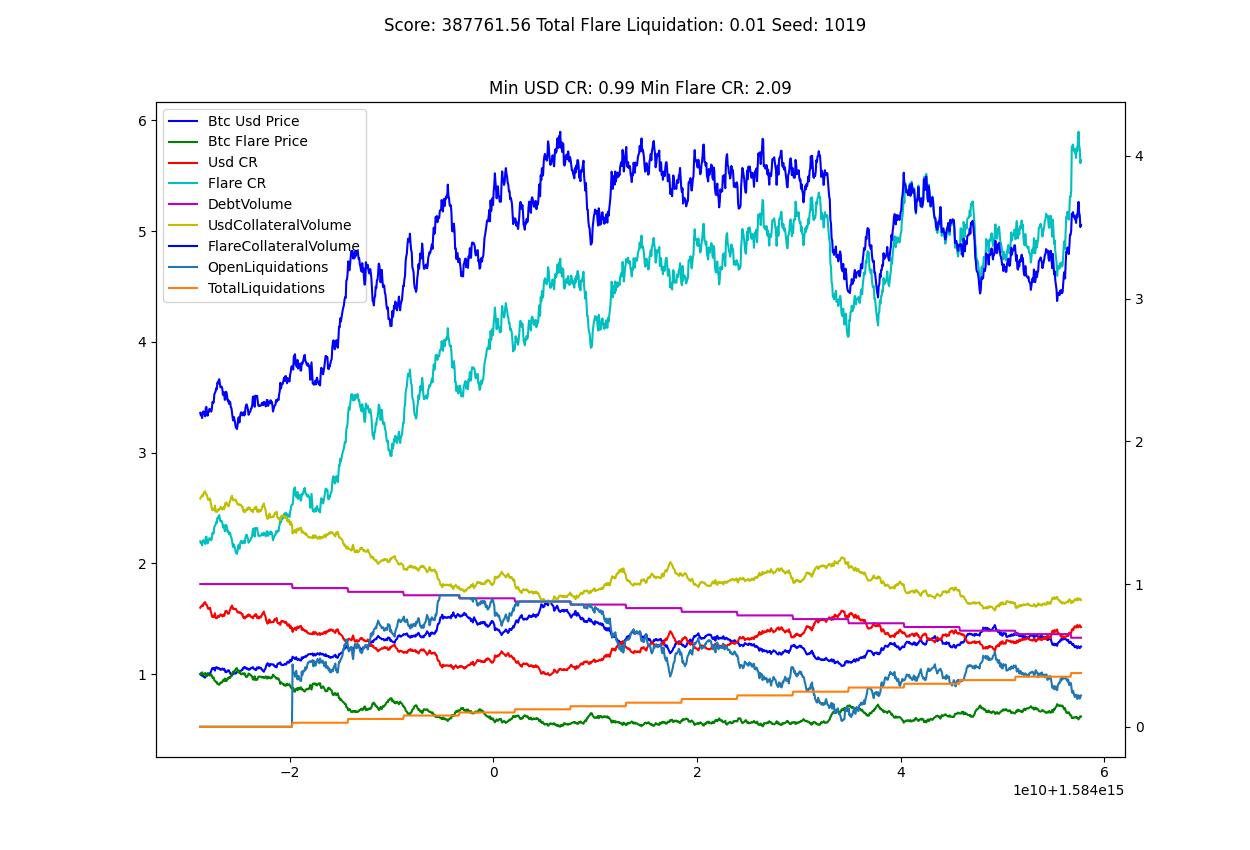 Score: 387761.56 Total Flare Liquidation: 0.01 Seed: 1019
Min USD CR: 0.99 Min Flare CR: 2.09
Btc Usd Price
Btc Flare Price
Usd CR
Flare CR
DebtVolume
UsdCollateralVolume
FlareCollateralVolume
OpenLiquidations
TotalLiquidations
6
5
4
3
2
1
4
3
2
1
0
−2
0
2
4
6
1e10+1.584e15